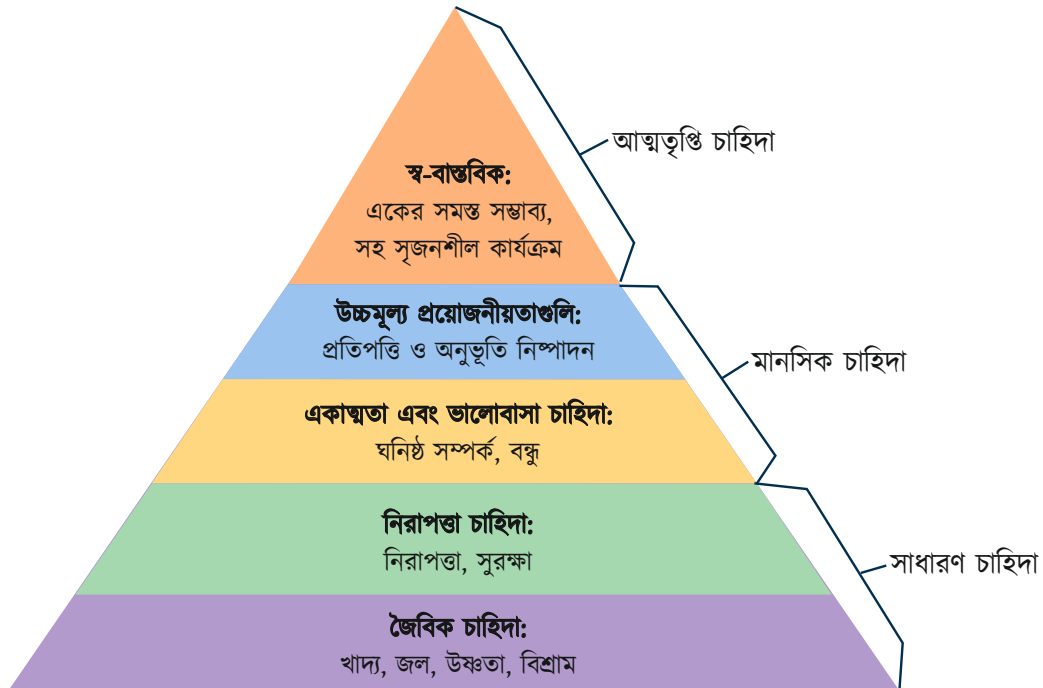 আত্মতৃপ্তি চাহিদা
স্ব-বাস্তবিক:
একের সমস্ত সম্ভাব্য,
সহ সৃজনশীল কার্যক্রম
উচ্চমূল্য প্রয়োজনীয়তাগুলি:
প্রতিপত্তি ও অনুভূতি নিষ্পাদন
মানসিক চাহিদা
একাত্মতা এবং ভালোবাসা চাহিদা:
ঘনিষ্ঠ সম্পর্ক, বন্ধু
নিরাপত্তা চাহিদা:
নিরাপত্তা, সুরক্ষা
সাধারণ চাহিদা
জৈবিক চাহিদা:
খাদ্য, জল, উষ্ণতা, বিশ্রাম